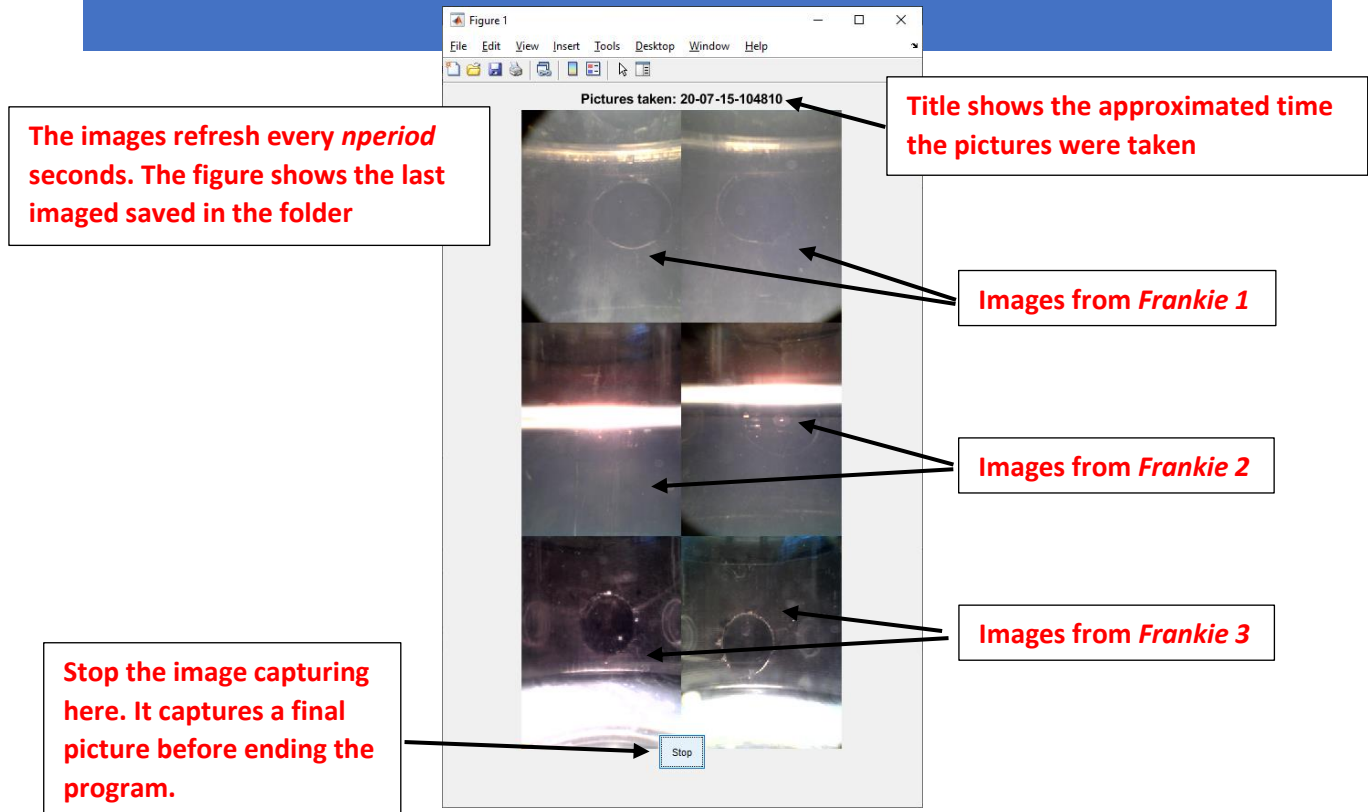 Figure 1
File Edit View Insert Tools Desktop Window Help
Pictures taken: 20-07-15-104810
Title shows the approximated time
the pictures were taken
The images refresh every nperiod
seconds. The figure shows the last
imaged saved in the folder
Images from Frankie 1
Images from Frankie 2
Images from Frankie 3
Stop the image capturing
here. It captures a final
picture before ending the
program.
Stop